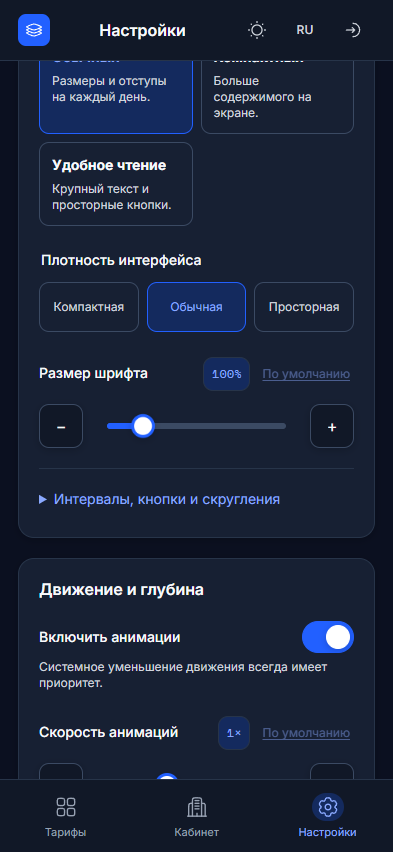 Настройки
RU
Размеры и отступы
на каждый день.
Больше
содержимого на
экране.
Удобное чтение
Крупный текст и
просторные кнопки.
Плотность интерфейса
Компактная
Обычная
Просторная
Размер шрифта
100%
По умолчанию
−
+
Интервалы, кнопки и скругления
Движение и глубина
Включить анимации
Системное уменьшение движения всегда имеет
приоритет.
Скорость анимаций
1×
По умолчанию
Тарифы
Кабинет
Настройки